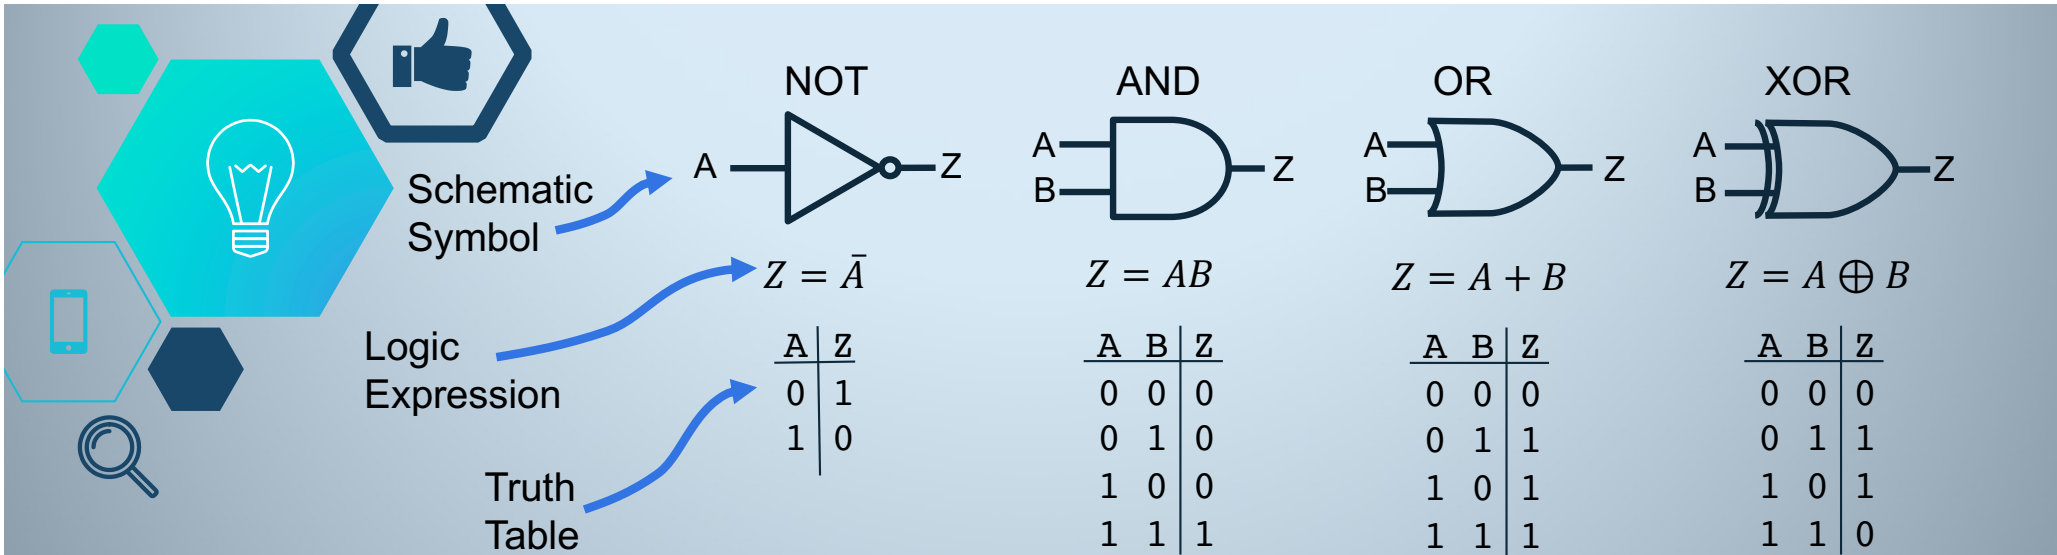 NOT AND OR XOR
A Z
A B Z
A B Z
A B Z
Schematic
Symbol
Z = Ā
Z = AB
Z = A + B
Z = A ⊕ B
Logic
Expression
Truth
Table
A Z
0 1
1 0
A B Z
0 0 0
0 1 0
1 0 0
1 1 1
A B Z
0 0 0
0 1 1
1 0 1
1 1 1
A B Z
0 0 0
0 1 1
1 0 1
1 1 0